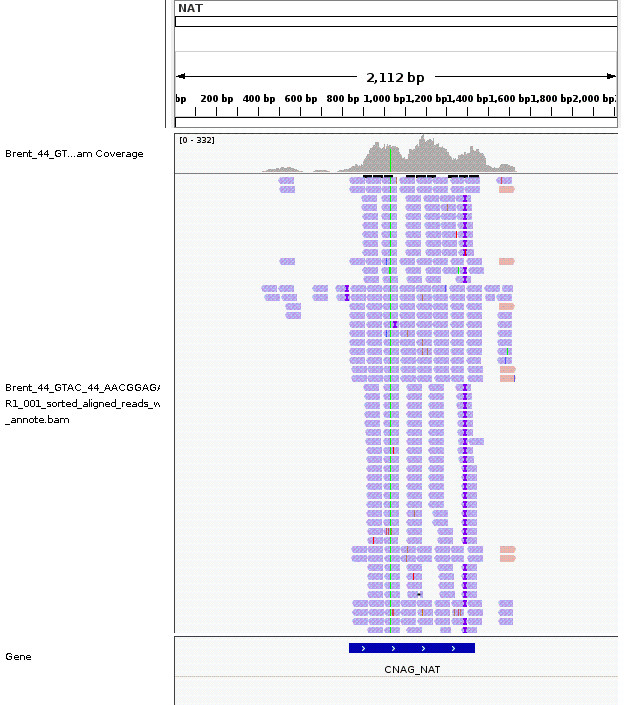 NAT
2,112 bp
bp 200 bp 400 bp 600 bp 800 bp 1,000 bp 1,200 bp 1,400 bp 1,600 bp 1,800 bp 2,000 bp
[0 - 332]
Brent_44_GT...am Coverage
Brent_44_GTAC_44_AACGGAGA
R1_001_sorted_aligned_reads_w
_annote.bam
Gene
CNAG_NAT